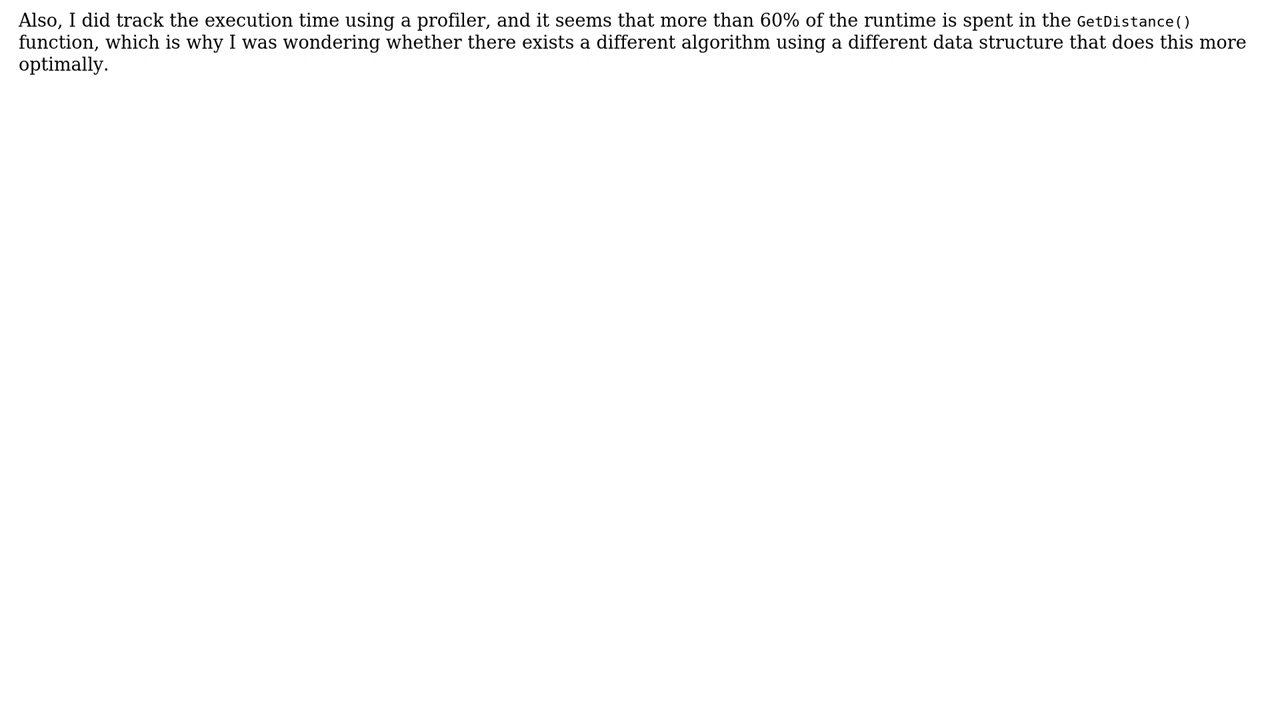 Also, I did track the execution time using a profiler, and it seems that more than 60% of the runtime is spent in the GetDistance()
function, which is why I was wondering whether there exists a different algorithm using a different data structure that does this more
optimally.